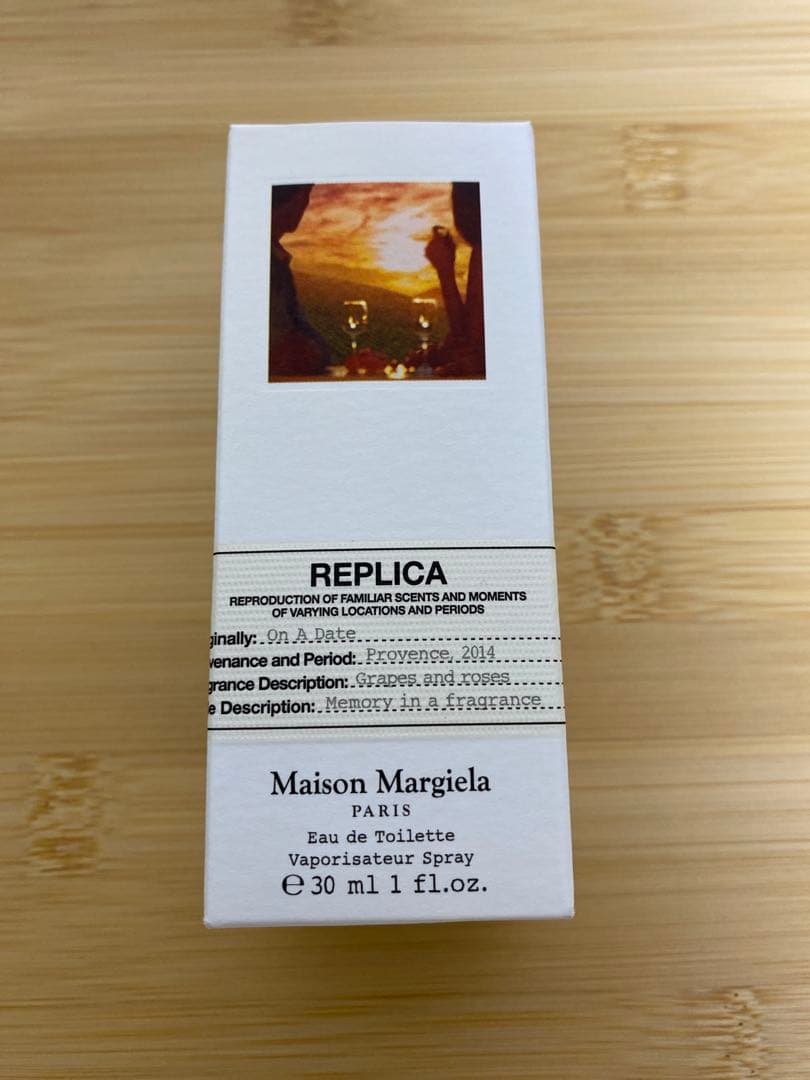 REPLICA
REPRODUCTION OF FAMILIAR SCENTS AND MOMENTS
OF VARYING LOCATIONS AND PERIODS
ginally: On A Date
venance and Period: Provence, 2014
grance Description: Grapes and roses
e Description: Memory in a fragrance
Maison Margiela
PARIS
Eau de Toilette
Vaporisateur Spray
℮ 30 ml 1 fl.oz.